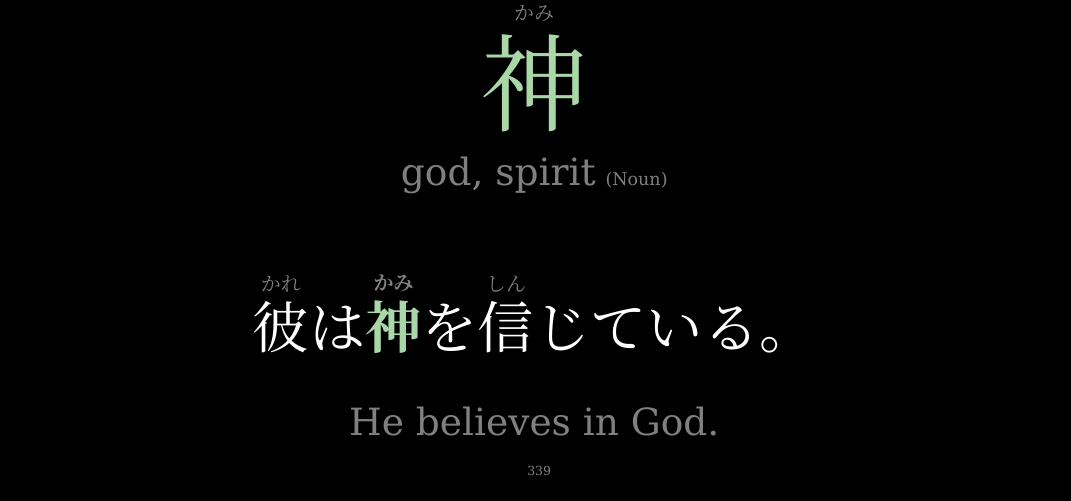 かみ
神
god, spirit (Noun)
かれ かみ しん
彼は神を信じている。
He believes in God.
339